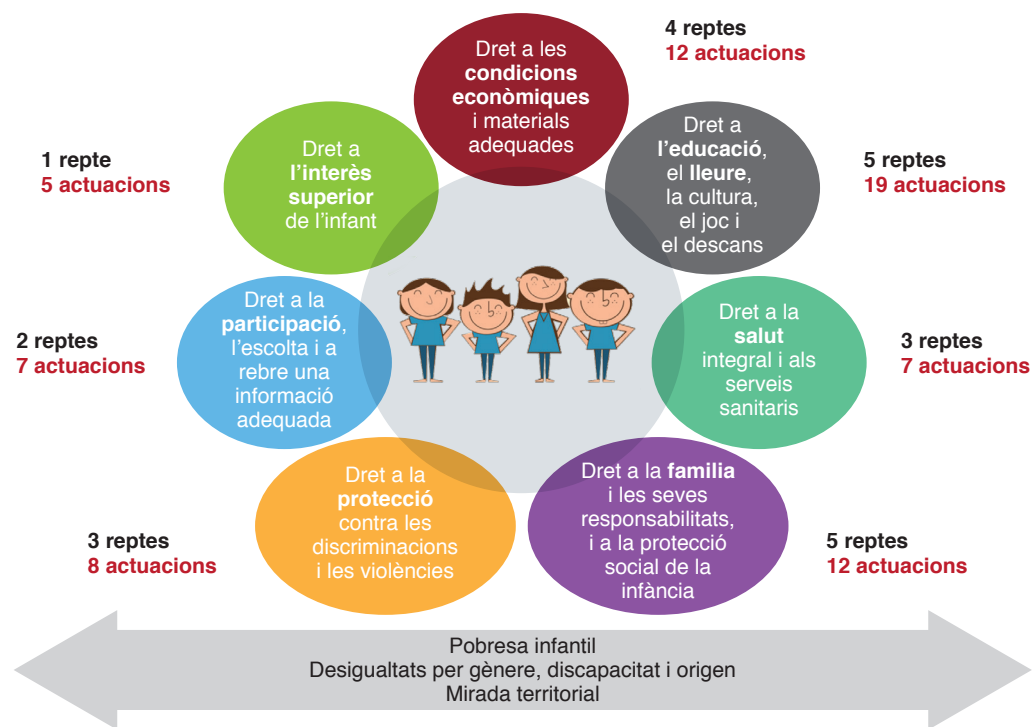 4 reptes
12 actuacions
Dret a les
condicions
econòmiques
i materials
adequades
Dret a
l’educació,
el lleure,
la cultura,
el joc i
el descans
5 reptes
19 actuacions
1 repte
5 actuacions
Dret a
l’interès
superior
de l’infant
2 reptes
7 actuacions
Dret a la
participació,
l’escolta i a
rebre una
informació
adequada
Dret a la
salut
integral i als
serveis
sanitaris
3 reptes
7 actuacions
3 reptes
8 actuacions
Dret a la
protecció
contra les
discriminacions
i les violències
Dret a la familia
i les seves
responsabilitats,
i a la protecció
social de la
infància
5 reptes
12 actuacions
Pobresa infantil
Desigualtats per gènere, discapacitat i origen
Mirada territorial